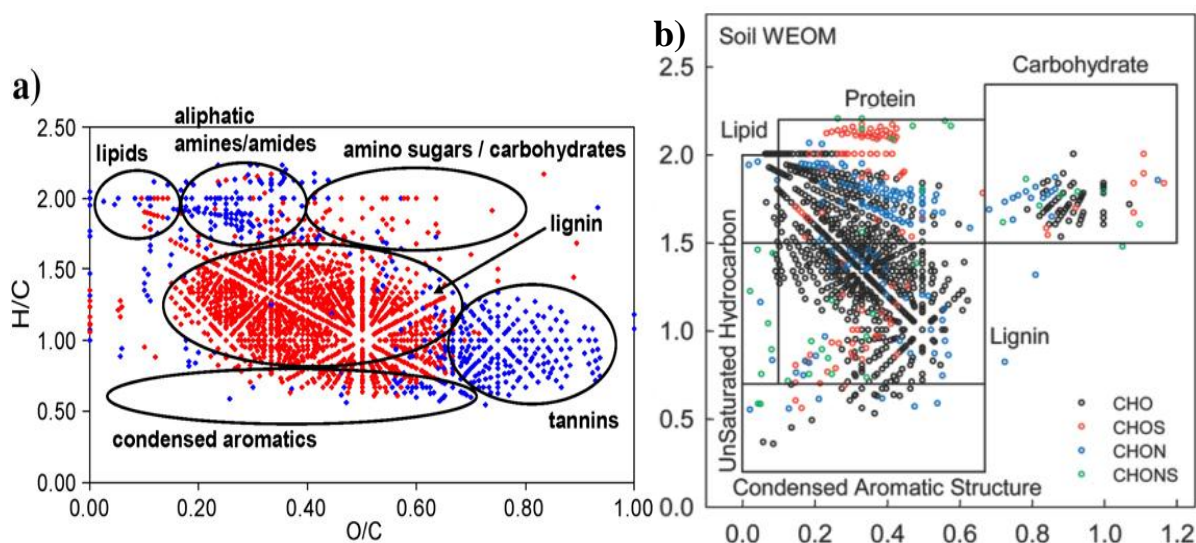 a)
aliphatic
amines/amides
lipids
amino sugars / carbohydrates
lignin
tannins
condensed aromatics
H/C
2.50
2.00
1.50
1.00
0.50
0.00
0.00 0.20 0.40 0.60 0.80 1.00
O/C
b)
Soil WEOM
Carbohydrate
Protein
Lipid
UnSaturated Hydrocarbon
Lignin
Condensed Aromatic Structure
CHO
CHOS
CHON
CHONS
2.5
2.0
1.5
1.0
0.5
0.0
0.0 0.2 0.4 0.6 0.8 1.0 1.2